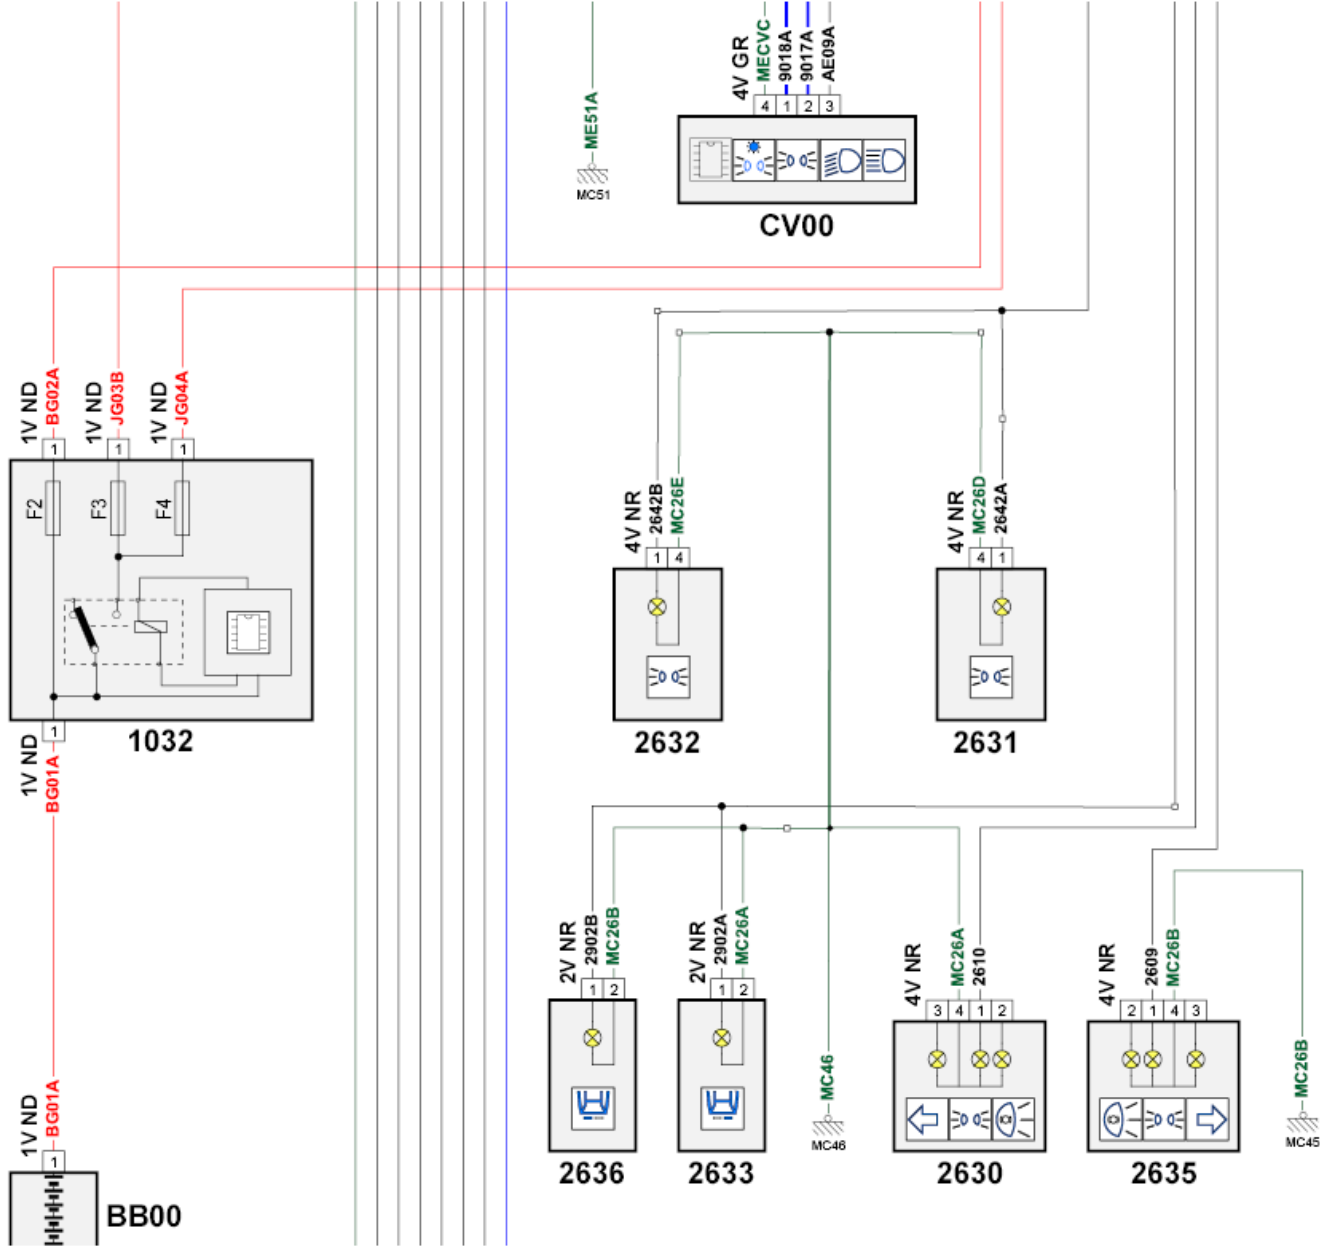 4V GR
MECVC
9018A
9017A
AE09A
4 1 2 3
CV00
ME51A
MC51
1V ND
BG02A
1V ND
JG03B
1V ND
JG04A
1
1
1
F2
F3
F4
1
1032
1V ND
BG01A
4V NR
2642B
MC26E
1 4
2632
4V NR
MC26D
2642A
4 1
2631
2V NR
2902B
MC26B
1 2
2636
2V NR
2902A
MC26A
1 2
2633
MC46
MC46
4V NR
MC26A
2610
3 4 1 2
2630
4V NR
2609
MC26B
2 1 4 3
2635
MC26B
MC45
1V ND
BG01A
1
BB00